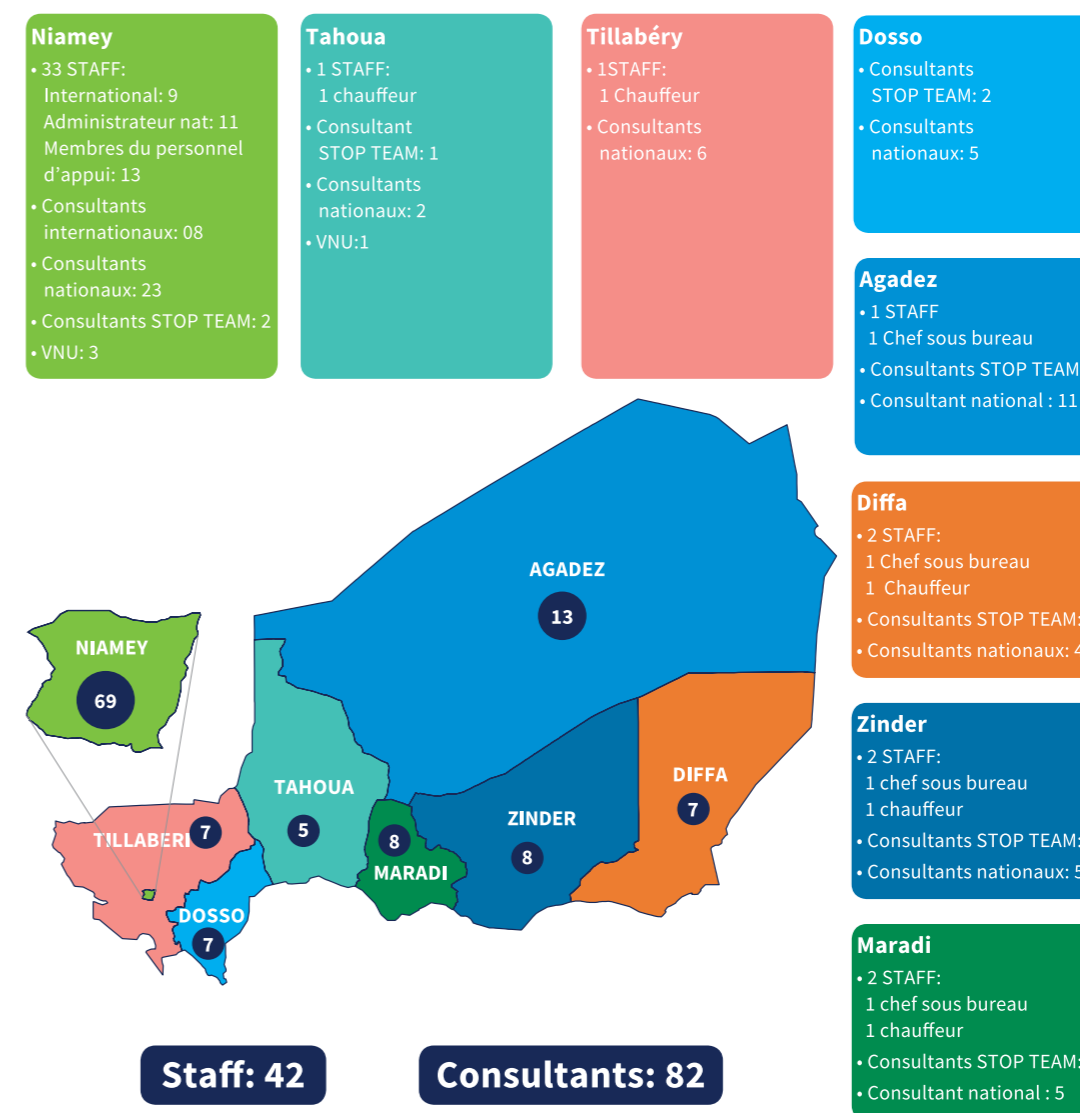 Niamey
• 33 STAFF:
International: 9
Administrateur nat: 11
Membres du personnel
d’appui: 13
• Consultants
internationaux: 08
• Consultants
nationaux: 23
• Consultants STOP TEAM: 2
• VNU: 3
Tahoua
• 1 STAFF:
1 chauffeur
• Consultant
STOP TEAM: 1
• Consultants
nationaux: 2
• VNU:1
Tillabéry
• 1STAFF:
1 Chauffeur
• Consultants
nationaux: 6
Dosso
• Consultants
STOP TEAM: 2
• Consultants
nationaux: 5
Agadez
• 1 STAFF
1 Chef sous bureau
• Consultants STOP TEAM
• Consultant national : 11
Diffa
• 2 STAFF:
1 Chef sous bureau
1 Chauffeur
• Consultants STOP TEAM:
• Consultants nationaux: 4
Zinder
• 2 STAFF:
1 chef sous bureau
1 chauffeur
• Consultants STOP TEAM:
• Consultants nationaux: 5
Maradi
• 2 STAFF:
1 chef sous bureau
1 chauffeur
• Consultants STOP TEAM:
• Consultant national : 5
AGADEZ
13
NIAMEY
69
TAHOUA
5
DIFFA
7
ZINDER
8
TILLABERI
7
8
MARADI
DOSSO
7
Staff: 42
Consultants: 82